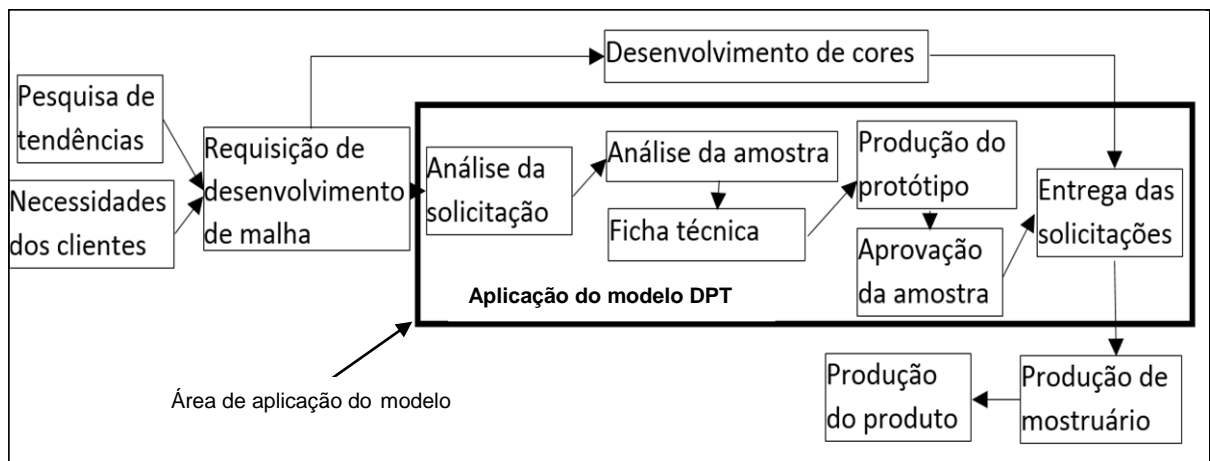 Pesquisa de
tendências
Necessidades
dos clientes
Requisição de
desenvolvimento
de malha
Desenvolvimento de cores
Análise da
solicitação
Análise da amostra
Ficha técnica
Produção do
protótipo
Aprovação
da amostra
Entrega das
solicitações
Aplicação do modelo DPT
Área de aplicação do modelo
Produção
do produto
Produção de
mostruário